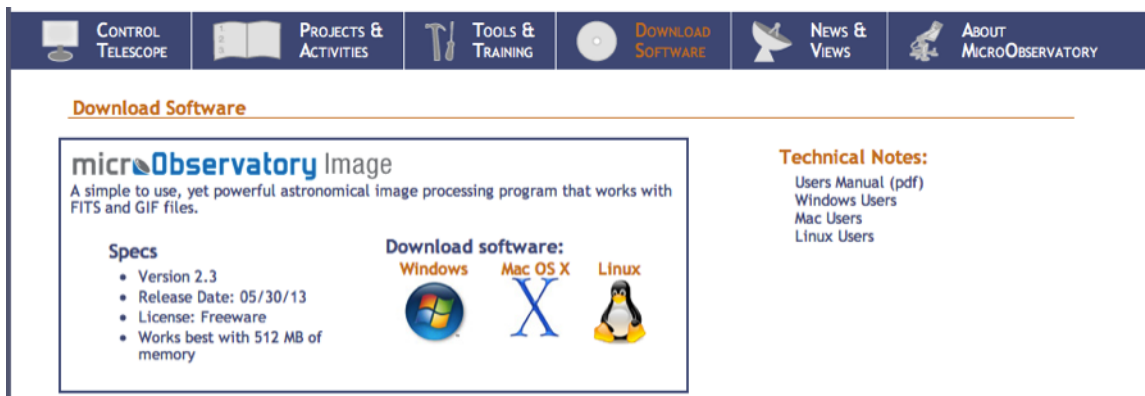 CONTROL
TELESCOPE
PROJECTS &
ACTIVITIES
TOOLS &
TRAINING
DOWNLOAD
SOFTWARE
NEWS &
VIEWS
ABOUT
MICROOBSERVATORY
Download Software
micrObservatory Image
A simple to use, yet powerful astronomical image processing program that works with
FITS and GIF files.
Specs
• Version 2.3
• Release Date: 05/30/13
• License: Freeware
• Works best with 512 MB of
memory
Download software:
Windows Mac OS X Linux
Technical Notes:
Users Manual (pdf)
Windows Users
Mac Users
Linux Users